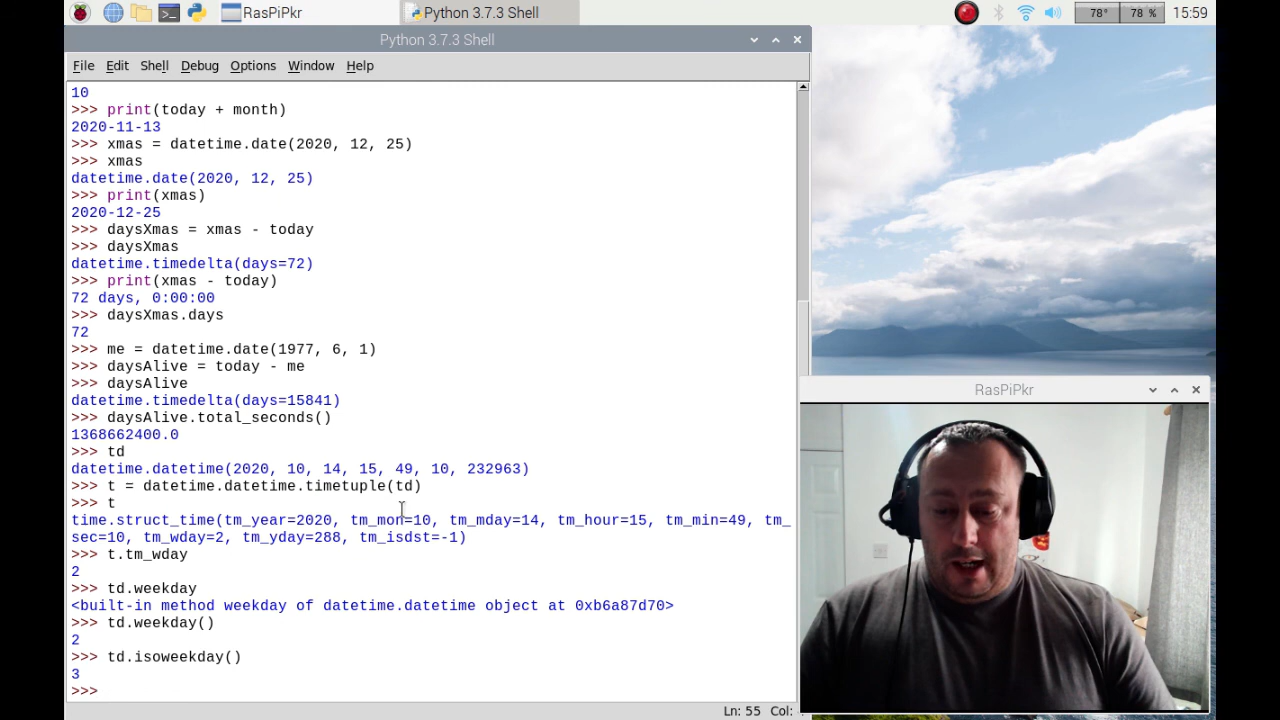 RasPiPkr
Python 3.7.3 Shell
78°
78 %
15:59
Python 3.7.3 Shell
File Edit Shell Debug Options Window Help
10
>>> print(today + month)
2020-11-13
>>> xmas = datetime.date(2020, 12, 25)
>>> xmas
datetime.date(2020, 12, 25)
>>> print(xmas)
2020-12-25
>>> daysXmas = xmas - today
>>> daysXmas
datetime.timedelta(days=72)
>>> print(xmas - today)
72 days, 0:00:00
>>> daysXmas.days
72
>>> me = datetime.date(1977, 6, 1)
>>> daysAlive = today - me
>>> daysAlive
datetime.timedelta(days=15841)
>>> daysAlive.total_seconds()
1368662400.0
>>> td
datetime.datetime(2020, 10, 14, 15, 49, 10, 232963)
>>> t = datetime.datetime.timetuple(td)
>>> t
time.struct_time(tm_year=2020, tm_mon=10, tm_mday=14, tm_hour=15, tm_min=49, tm_
sec=10, tm_wday=2, tm_yday=288, tm_isdst=-1)
>>> t.tm_wday
2
>>> td.weekday
<built-in method weekday of datetime.datetime object at 0xb6a87d70>
>>> td.weekday()
2
>>> td.isoweekday()
3
>>>
Ln: 55 Col:
RasPiPkr